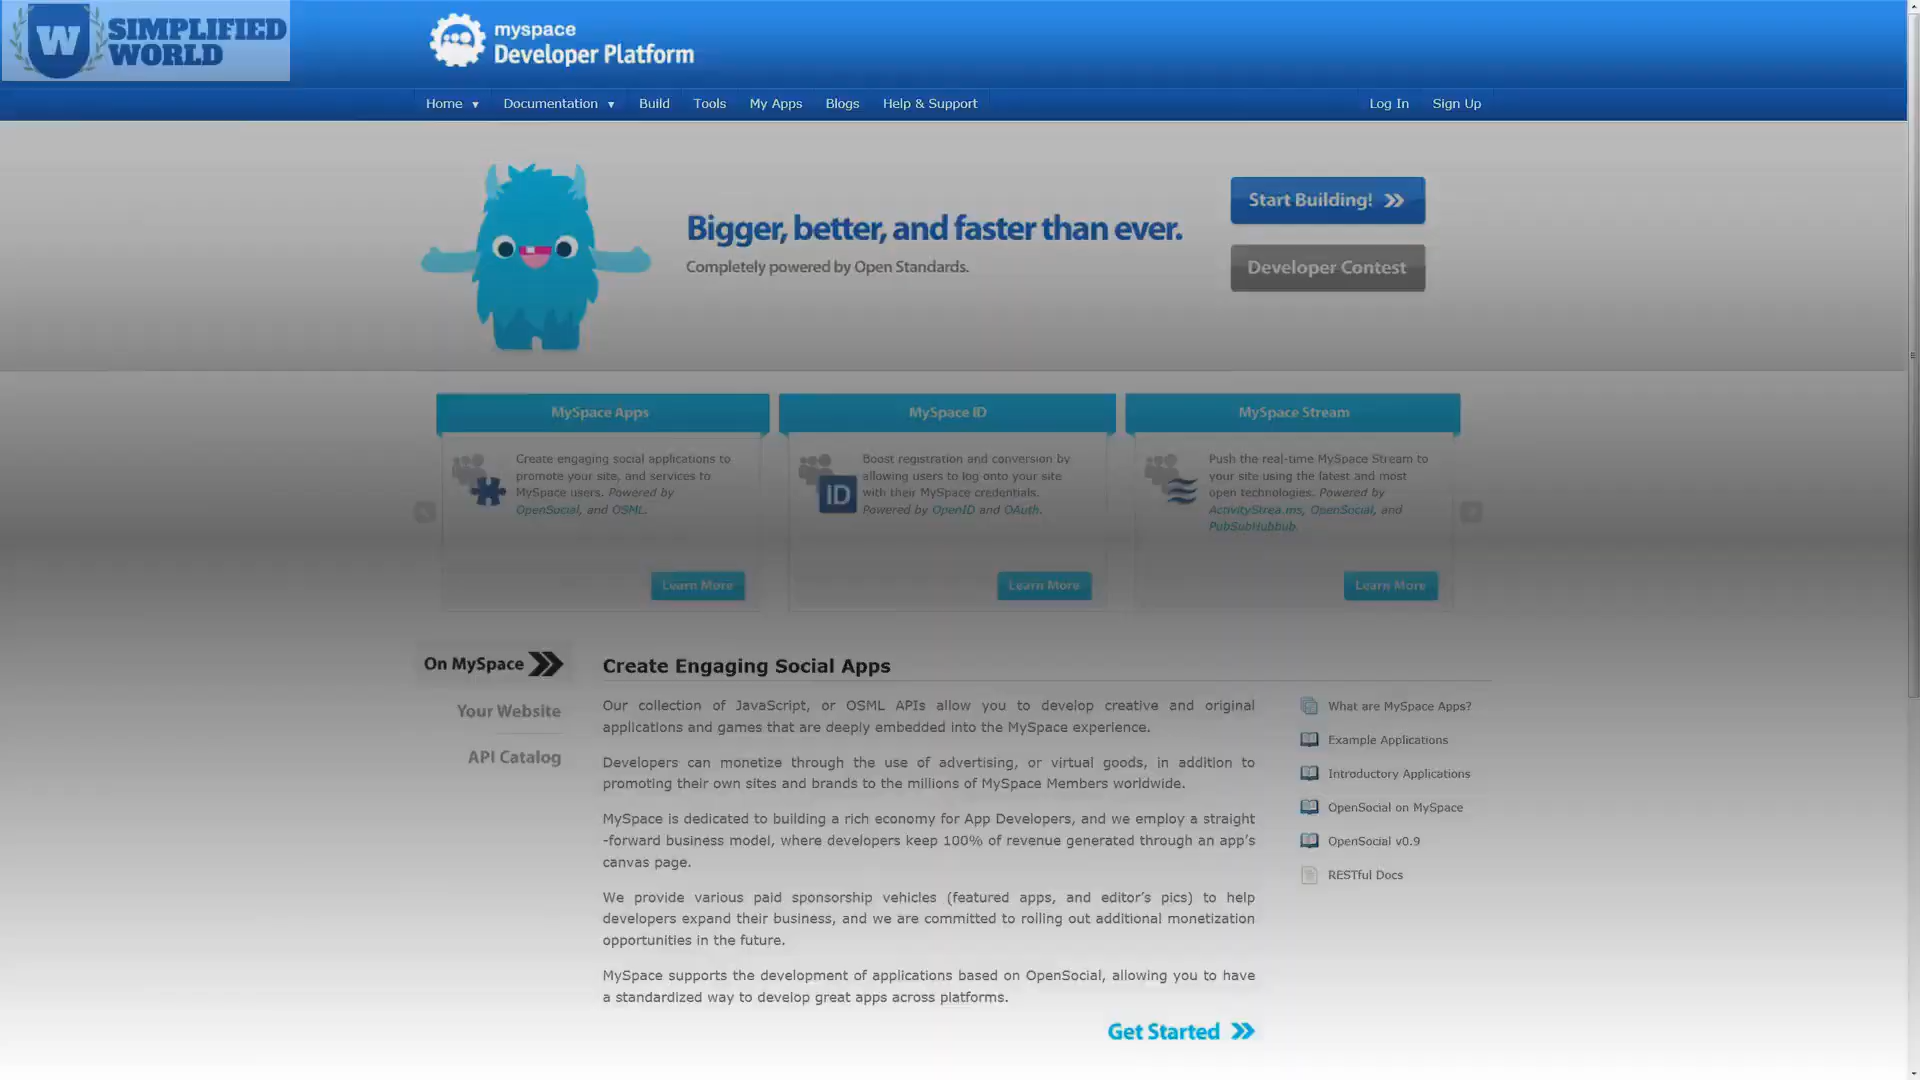 W SIMPLIFIED
WORLD
myspace
Developer Platform
Home Documentation Build Tools My Apps Blogs Help & Support Log In Sign Up
Bigger, better, and faster than ever.
Completely powered by Open Standards.
Start Building!
Developer Contest
MySpace Apps
Create engaging social applications to
promote your site, and services to
MySpace users. Powered by
OpenSocial, and OSML.
Learn More
MySpace ID
ID
Boost registration and conversion by
allowing users to log onto your site
with their MySpace credentials.
Powered by OpenID and OAuth.
Learn More
MySpace Stream
Push the real-time MySpace Stream to
your site using the latest and most
open technologies. Powered by
ActivityStrea.ms, OpenSocial, and
PubSubHubbub.
Learn More
On MySpace
Your Website
API Catalog
Create Engaging Social Apps
Our collection of JavaScript, or OSML APIs allow you to develop creative and original
applications and games that are deeply embedded into the MySpace experience.
Developers can monetize through the use of advertising, or virtual goods, in addition to
promoting their own sites and brands to the millions of MySpace Members worldwide.
MySpace is dedicated to building a rich economy for App Developers, and we employ a straight
-forward business model, where developers keep 100% of revenue generated through an app's
canvas page.
We provide various paid sponsorship vehicles (featured apps, and editor's pics) to help
developers expand their business, and we are committed to rolling out additional monetization
opportunities in the future.
MySpace supports the development of applications based on OpenSocial, allowing you to have
a standardized way to develop great apps across platforms.
Get Started
What are MySpace Apps?
Example Applications
Introductory Applications
OpenSocial on MySpace
OpenSocial v0.9
RESTful Docs